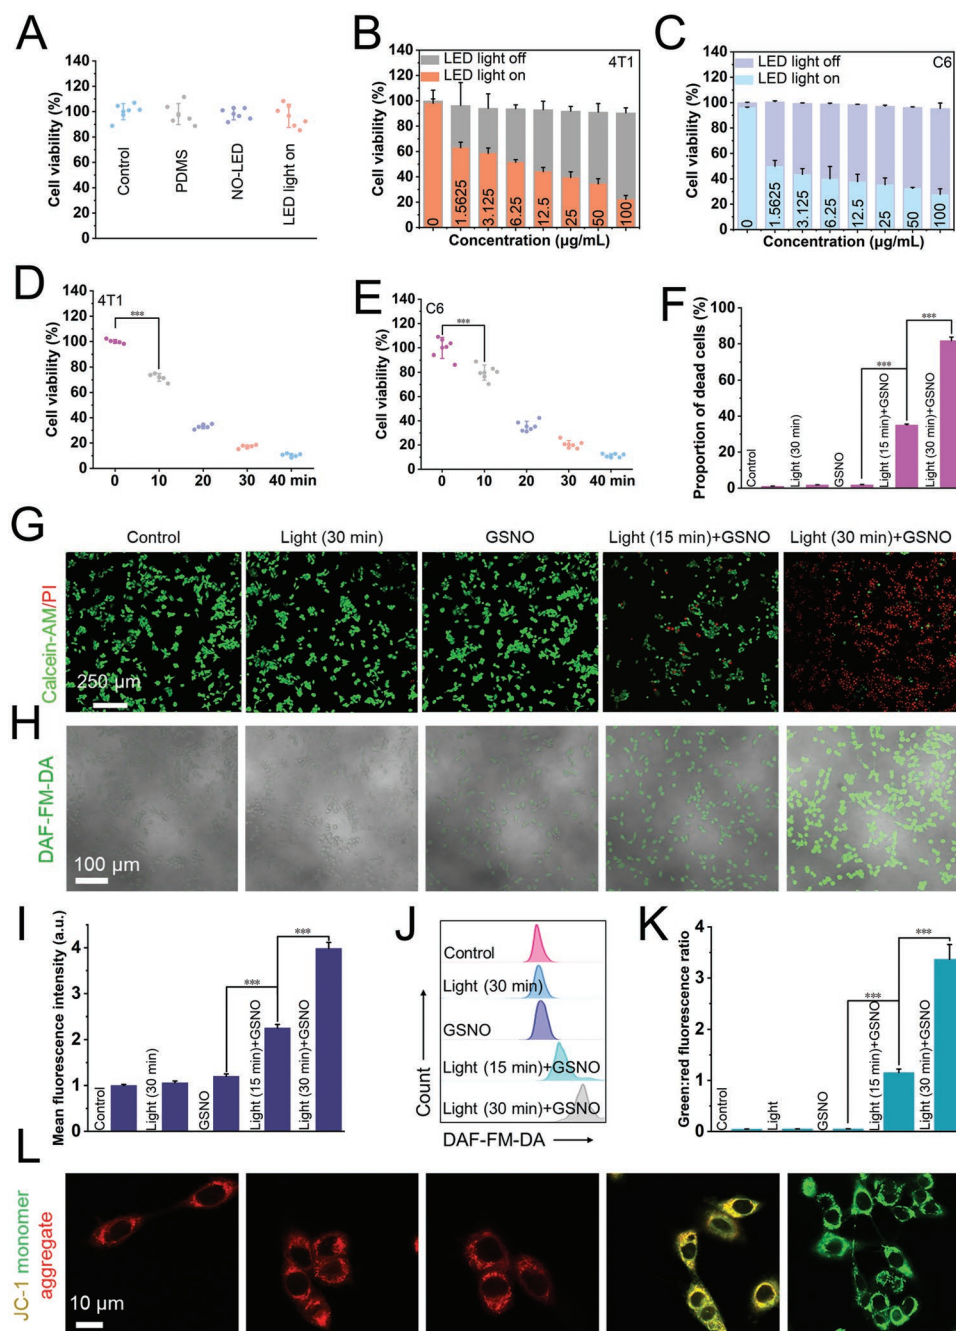 A
Cell viability (%)
140
120
100
80
60
40
20
0
Control
PDMS
NO-LED
LED light on
B
Cell viability (%)
140
120
100
80
60
40
20
0
LED light off
LED light on
4T1
0
1.5625
3.125
6.25
12.5
25
50
100
Concentration (μg/mL)
C
Cell viability (%)
140
120
100
80
60
40
20
0
LED light off
LED light on
C6
0
1.5625
3.125
6.25
12.5
25
50
100
Concentration (μg/mL)
D
Cell viability (%)
140
120
100
80
60
40
20
0
4T1
***
0 10 20 30 40 min
E
Cell viability (%)
140
120
100
80
60
40
20
0
C6
***
0 10 20 30 40 min
F
Proportion of dead cells (%)
100
80
60
40
20
0
Control
Light (30 min)
GSNO
Light (15 min)+GSNO
Light (30 min)+GSNO
***
***
G
Control Light (30 min) GSNO Light (15 min)+GSNO Light (30 min)+GSNO
Calcein-AM/PI
250 μm
H
DAF-FM-DA
100 μm
I
Mean fluorescence intensity (a.u.)
4
3
2
1
0
Control
Light (30 min)
GSNO
Light (15 min)+GSNO
Light (30 min)+GSNO
***
***
J
Count
Control
Light (30 min)
GSNO
Light (15 min)+GSNO
Light (30 min)+GSNO
DAF-FM-DA
K
Green:red fluorescence ratio
4
3
2
1
0
Control
Light
GSNO
Light (15 min)+GSNO
Light (30 min)+GSNO
***
***
L
JC-1 monomer
aggregate
10 μm